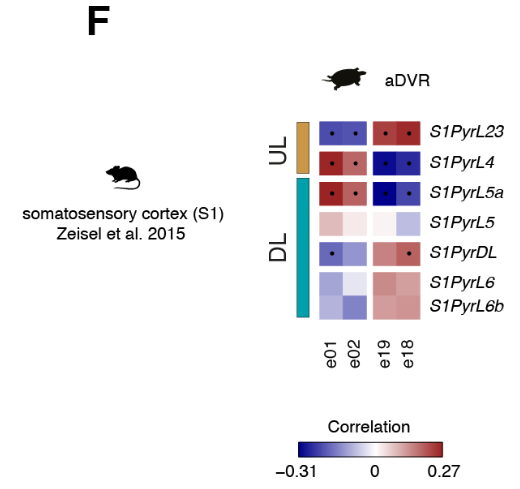 F
aDVR
somatosensory cortex (S1)
Zeisel et al. 2015
UL
DL
S1PyrL23
S1PyrL4
S1PyrL5a
S1PyrL5
S1PyrDL
S1PyrL6
S1PyrL6b
e01 e02 e19 e18
Correlation
−0.31 0 0.27